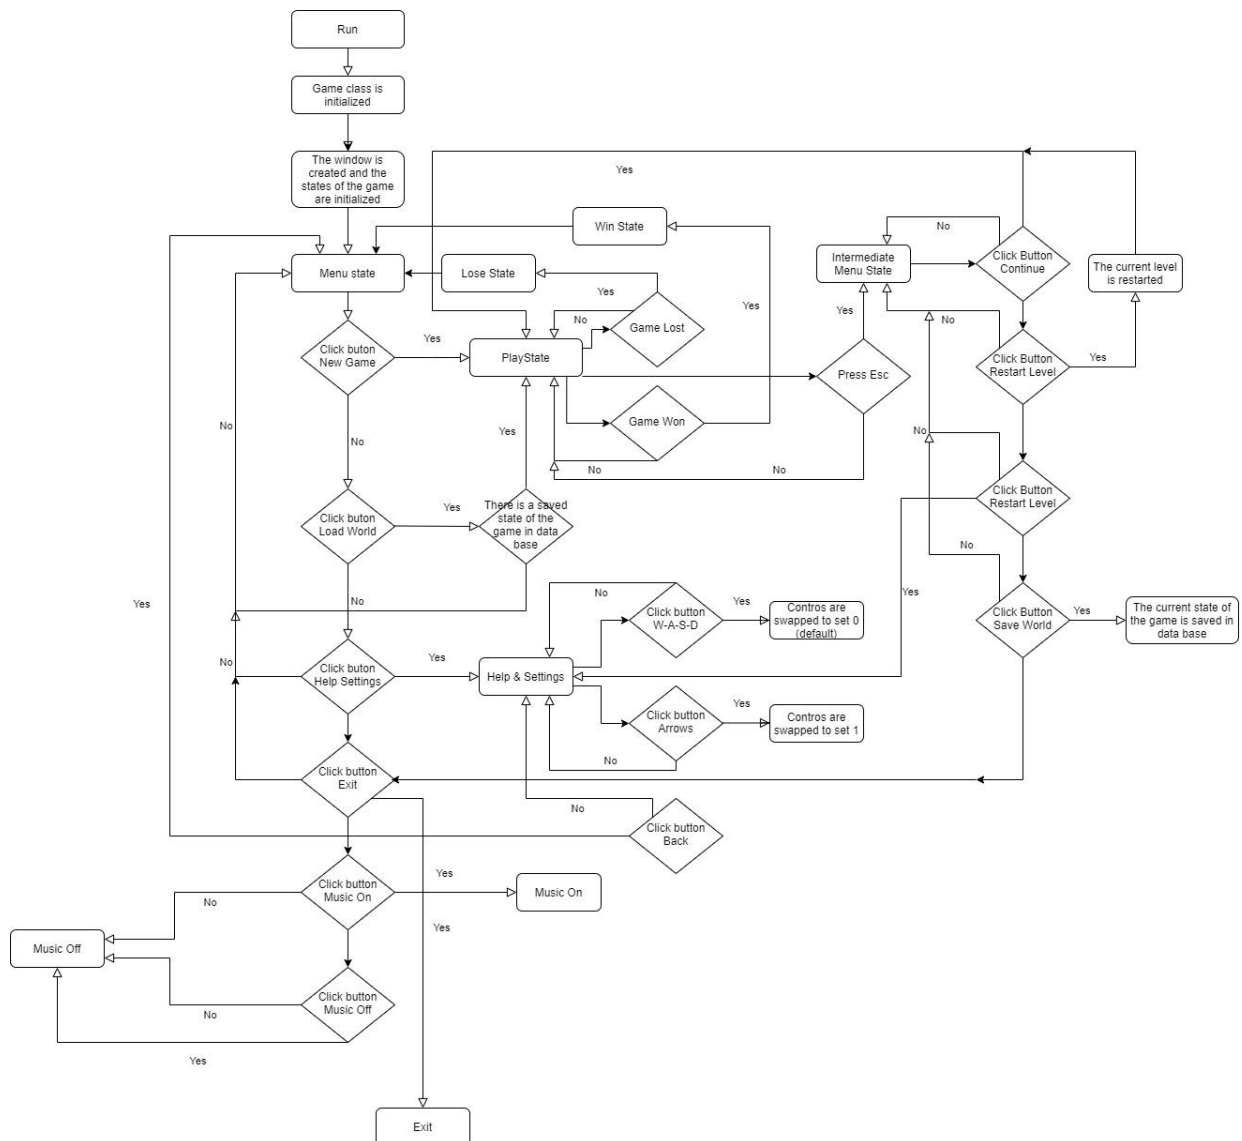 Run
Game class is
initialized
The window is
created and the
states of the game
are initialized
Yes
Win State
No
Menu state
Lose State
Intermediate
Menu State
Click Button
Continue
The current level
is restarted
Yes
Yes
Yes
No
No
Click buton
New Game
Yes
PlayState
Game Lost
Click Button
Restart Level
Yes
Press Esc
No
No
Yes
Game Won
No
No
No
Click Button
Restart Level
Click buton
Load World
Yes
There is a saved
state of the
game in data
base
No
Yes
No
No
Yes
Click button
W-A-S-D
Yes
Contros are
swapped to set 0
(default)
Click Button
Save World
Yes
The current state of
the game is saved in
data base
No
Click buton
Help Settings
Yes
Help & Settings
Click button
Arrows
Yes
Contros are
swapped to set 1
No
Click button
Exit
No
Click button
Back
Click button
Music On
Yes
Music On
No
Yes
Music Off
Click button
Music Off
No
Yes
Exit